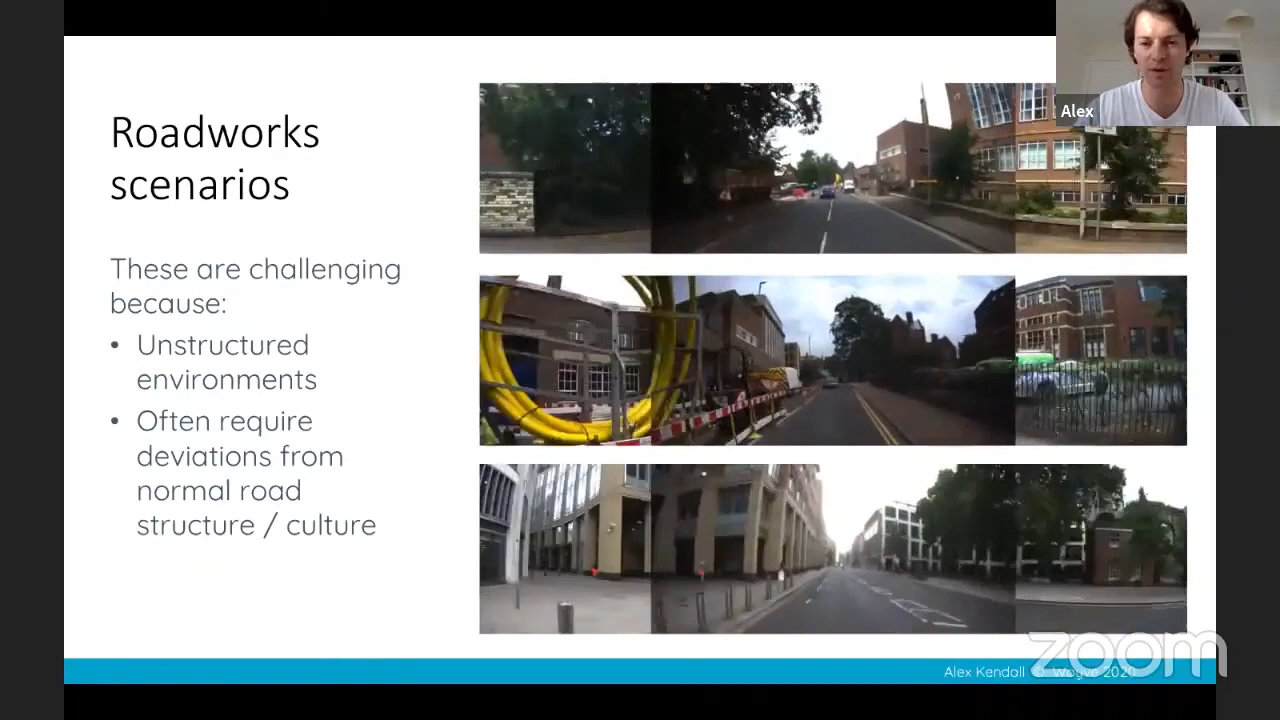 Alex
Roadworks
scenarios
These are challenging
because:
• Unstructured
environments
• Often require
deviations from
normal road
structure / culture
Alex Kendall © Wayve 2020
zoom